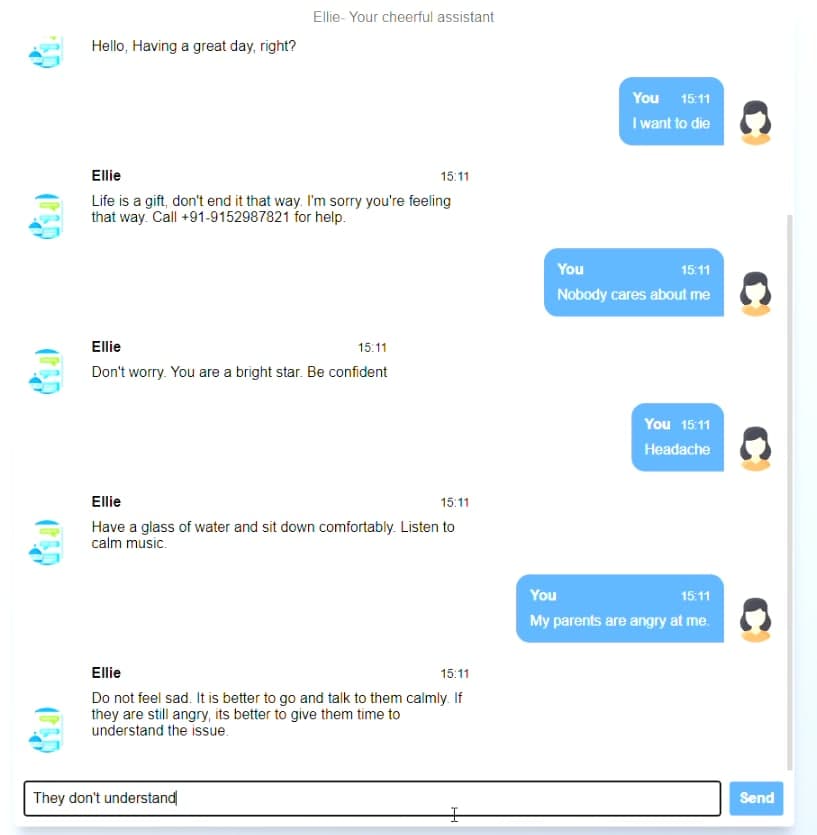 Ellie- Your cheerful assistant
Hello, Having a great day, right?
You 15:11
I want to die
Ellie 15:11
Life is a gift, don't end it that way. I'm sorry you're feeling
that way. Call +91-9152987821 for help.
You 15:11
Nobody cares about me
Ellie 15:11
Don't worry. You are a bright star. Be confident
You 15:11
Headache
Ellie 15:11
Have a glass of water and sit down comfortably. Listen to
calm music.
You 15:11
My parents are angry at me.
Ellie 15:11
Do not feel sad. It is better to go and talk to them calmly. If
they are still angry, its better to give them time to
understand the issue.
They don't understand
Send